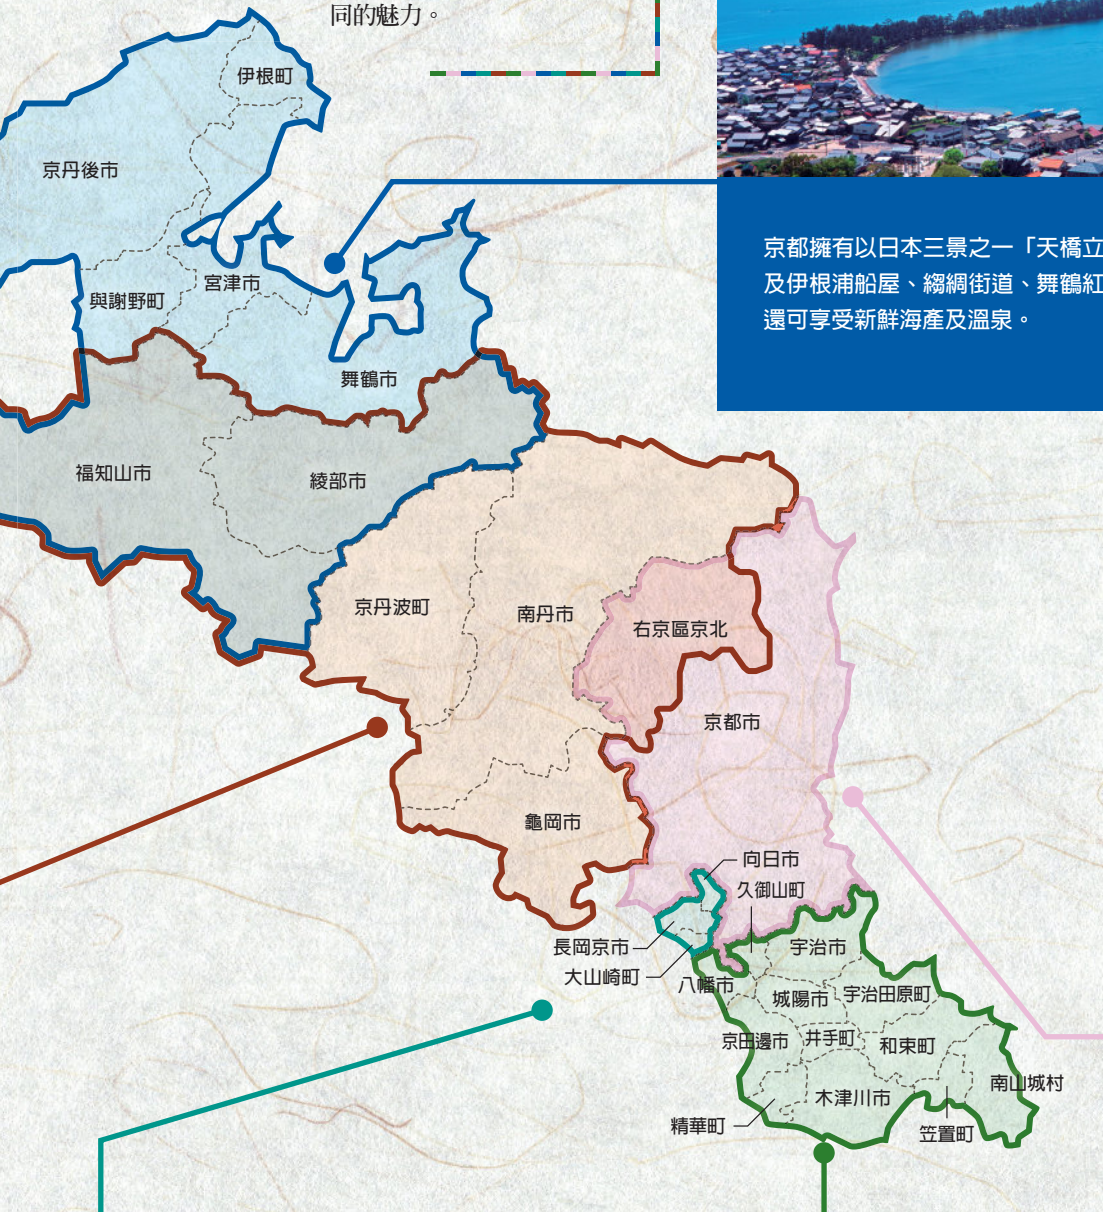 同的魅力。
伊根町
京丹後市
京都擁有以日本三景之一「天橋立
及伊根浦船屋、縐綢街道、舞鶴紅
還可享受新鮮海產及溫泉。
宮津市
與謝野町
舞鶴市
福知山市
綾部市
京丹波町
南丹市
右京區京北
京都市
龜岡市
向日市
久御山町
長岡京市
宇治市
大山崎町
八幡市
城陽市
宇治田原町
京田邊市
井手町
和束町
南山城村
木津川市
精華町
笠置町